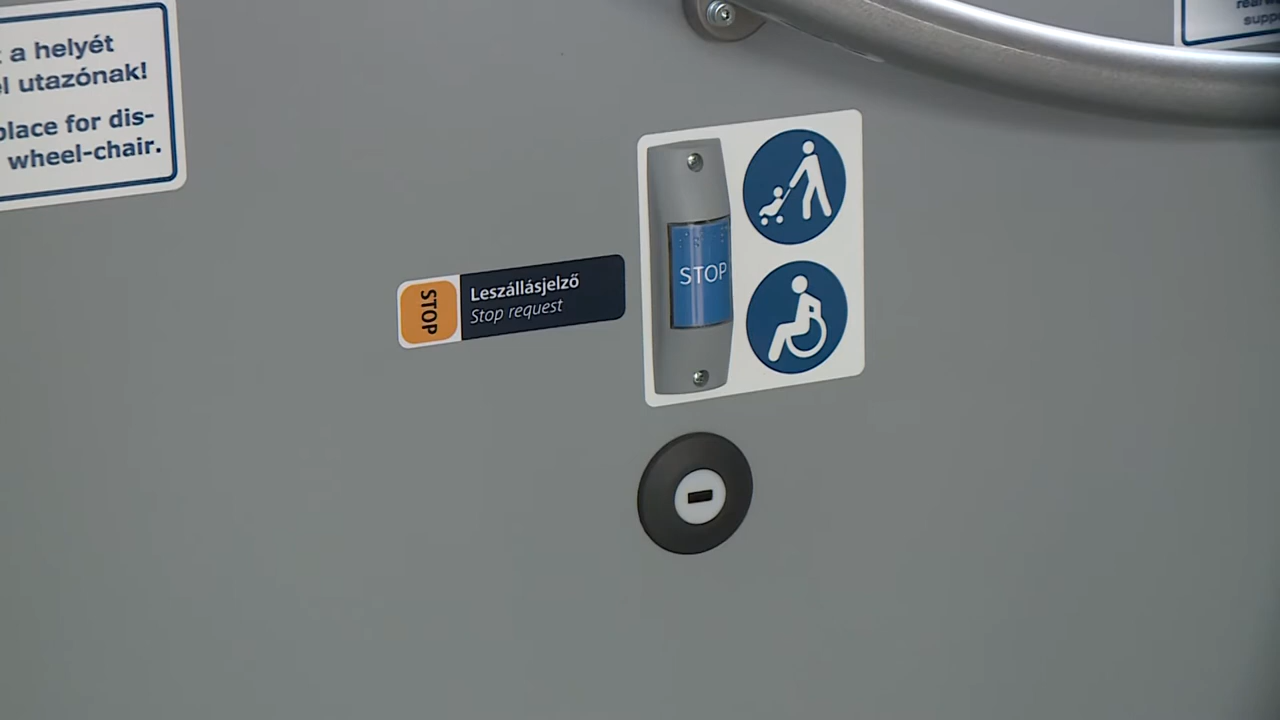 a helyét
utazónak!
place for dis-
wheel-chair.
STOP
Leszállásjelző
Stop request
STOP